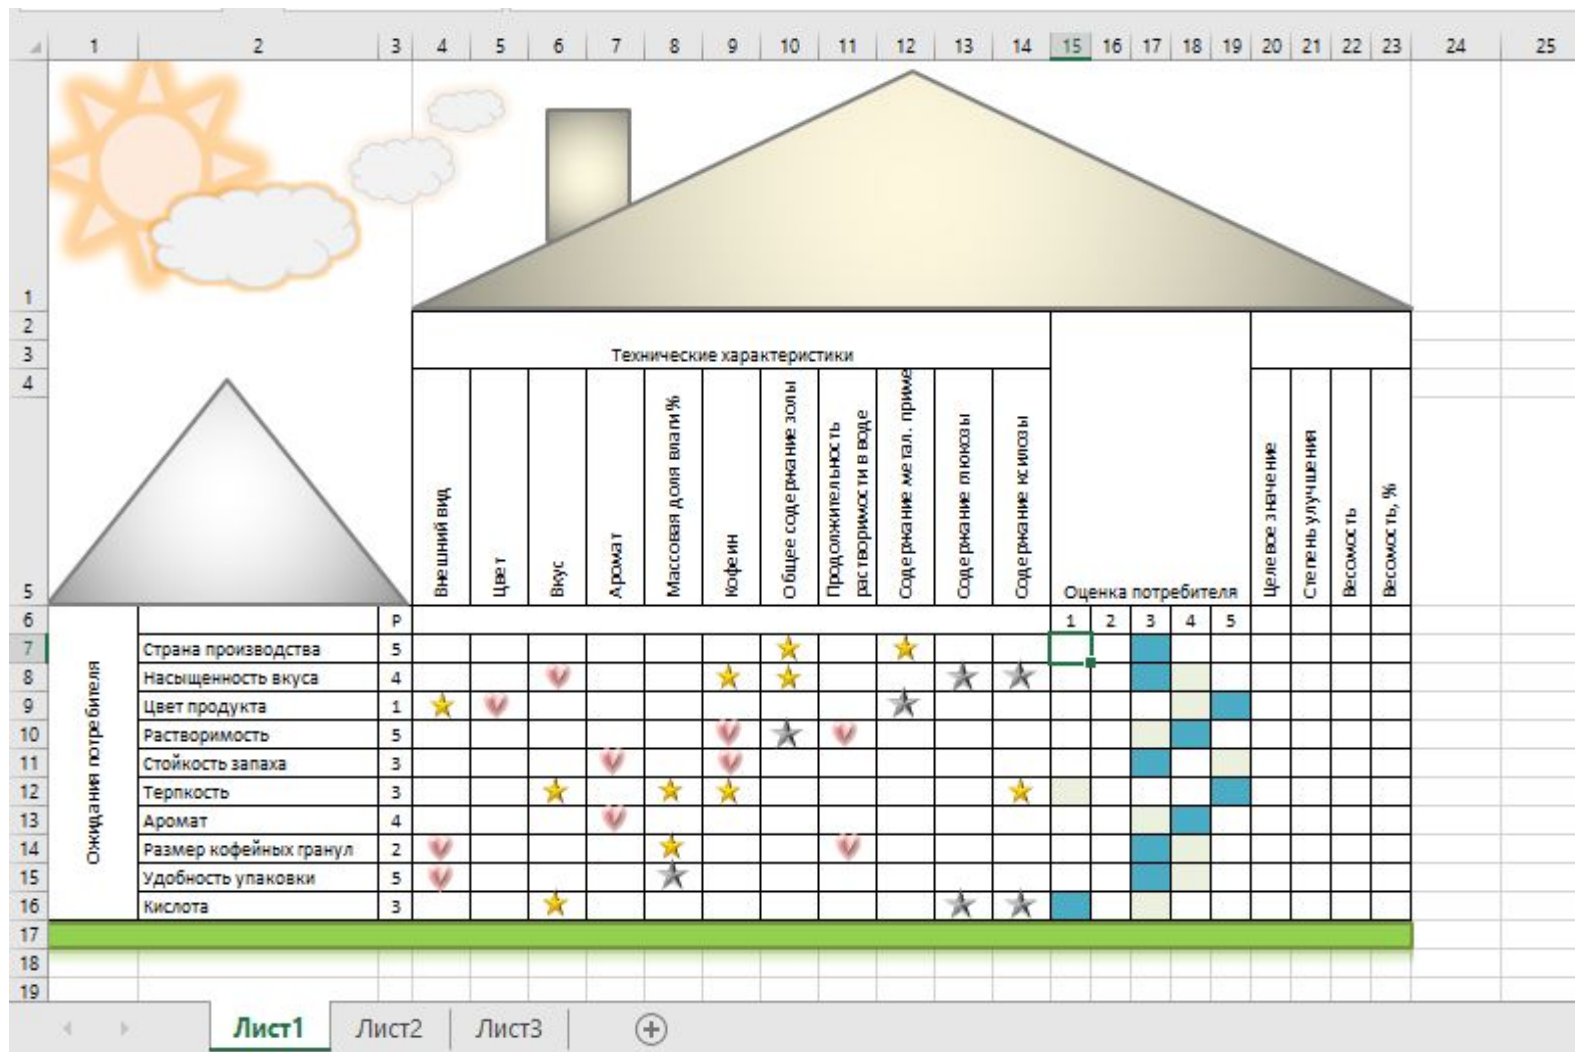 1 2 3 4 5 6 7 8 9 10 11 12 13 14 15 16 17 18 19 20 21 22 23 24 25
1
2
3 Технические характеристики
4
5 Внешний вид Цвет Вкус Аромат Массовая доля влаги% Кофеин Общее содержание золы Продолжительность растворимости в воде Содержание метал. приме Содержание глюкозы Содержание ксилозы Оценка потребителя Целевое значение Степень улучшения Весомость Весомость, %
6 Р 1 2 3 4 5
Ожидания потребителя
7 Страна производства 5
8 Насыщенность вкуса 4
9 Цвет продукта 1
10 Растворимость 5
11 Стойкость запаха 3
12 Терпкость 3
13 Аромат 4
14 Размер кофейных гранул 2
15 Удобность упаковки 5
16 Кислота 3
17
18
19
Лист1 Лист2 Лист3